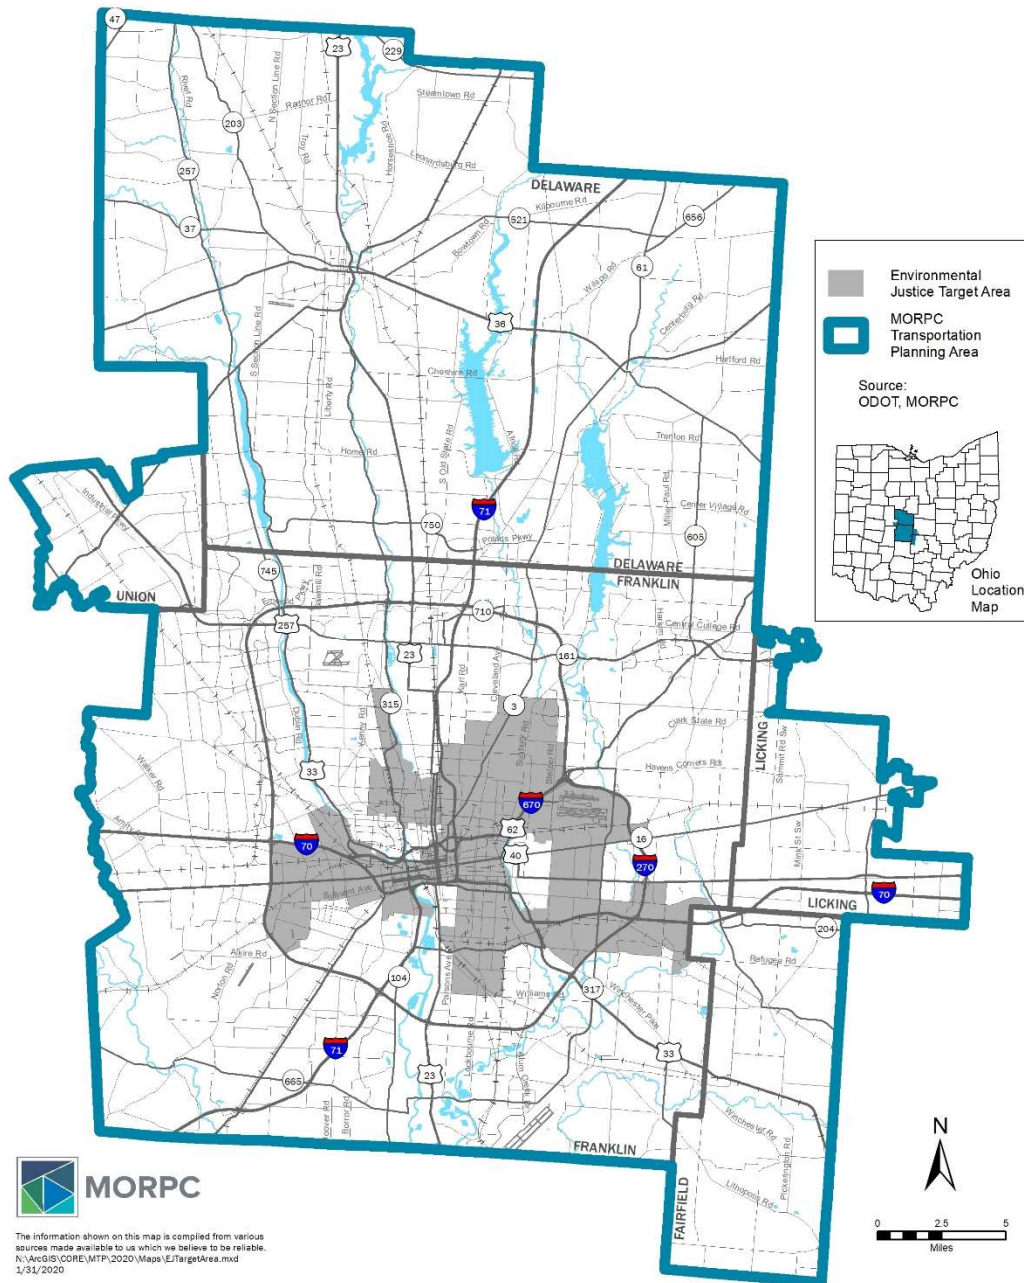 47
23
229
Steamtown Rd
N Section Line Rd
Radnor Rd
River Rd
203
Troy Rd
Horseshoe Rd
Leonardsburg Rd
257
DELAWARE
Kilbourne Rd
521
656
37
Bowtown Rd
61
Wilson Rd
Centerburg Rd
36
S Section Line Rd
Hartford Rd
Cheshire Rd
Liberty Rd
Trenton Rd
Home Rd
S Old State Rd
Miller Paul Rd
Center Village Rd
Industrial Pkwy
71
750
Polaris Pkwy
605
DELAWARE
FRANKLIN
745
Sawmill Rd
UNION
257
710
Central College Rd
Harlem Rd
23
161
Karl Rd
Cleveland Ave
315
3
Dublin Rd
Kenny Rd
Sunbury Rd
Stelzer Rd
Clark State Rd
LICKING
Summit Rd Sw
Havens Corners Rd
33
Walker Rd
670
Amity Rd
62
16
Mink St Sw
70
40
270
Sullivant Ave
70
LICKING
204
Alkire Rd
Refugee Rd
Norton Rd
104
Parsons Ave
Williams Rd
317
Winchester Pike
71
Lockbourne Rd
33
665
23
Alum Creek Dr
Borror Rd
FRANKLIN
Winchester Rd
Pickerington Rd
Lithopolis Rd
FAIRFIELD
Environmental
Justice Target Area
MORPC
Transportation
Planning Area
Source:
ODOT, MORPC
Ohio
Location
Map
N
0 2.5 5
Miles
MORPC
The information shown on this map is compiled from various
sources made available to us which we believe to be reliable.
N:\ArcGIS\CORE\MTP\2020\Maps\EJTargetArea.mxd
1/31/2020